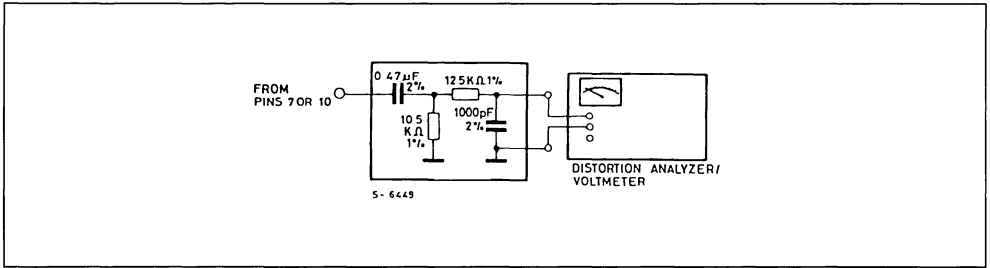 0 47µF
2%
12 5KΩ 1%
FROM
PINS 7 OR 10
10 5
KΩ
1%
1000pF
2%
DISTORTION ANALYZER/
VOLTMETER
S-6449